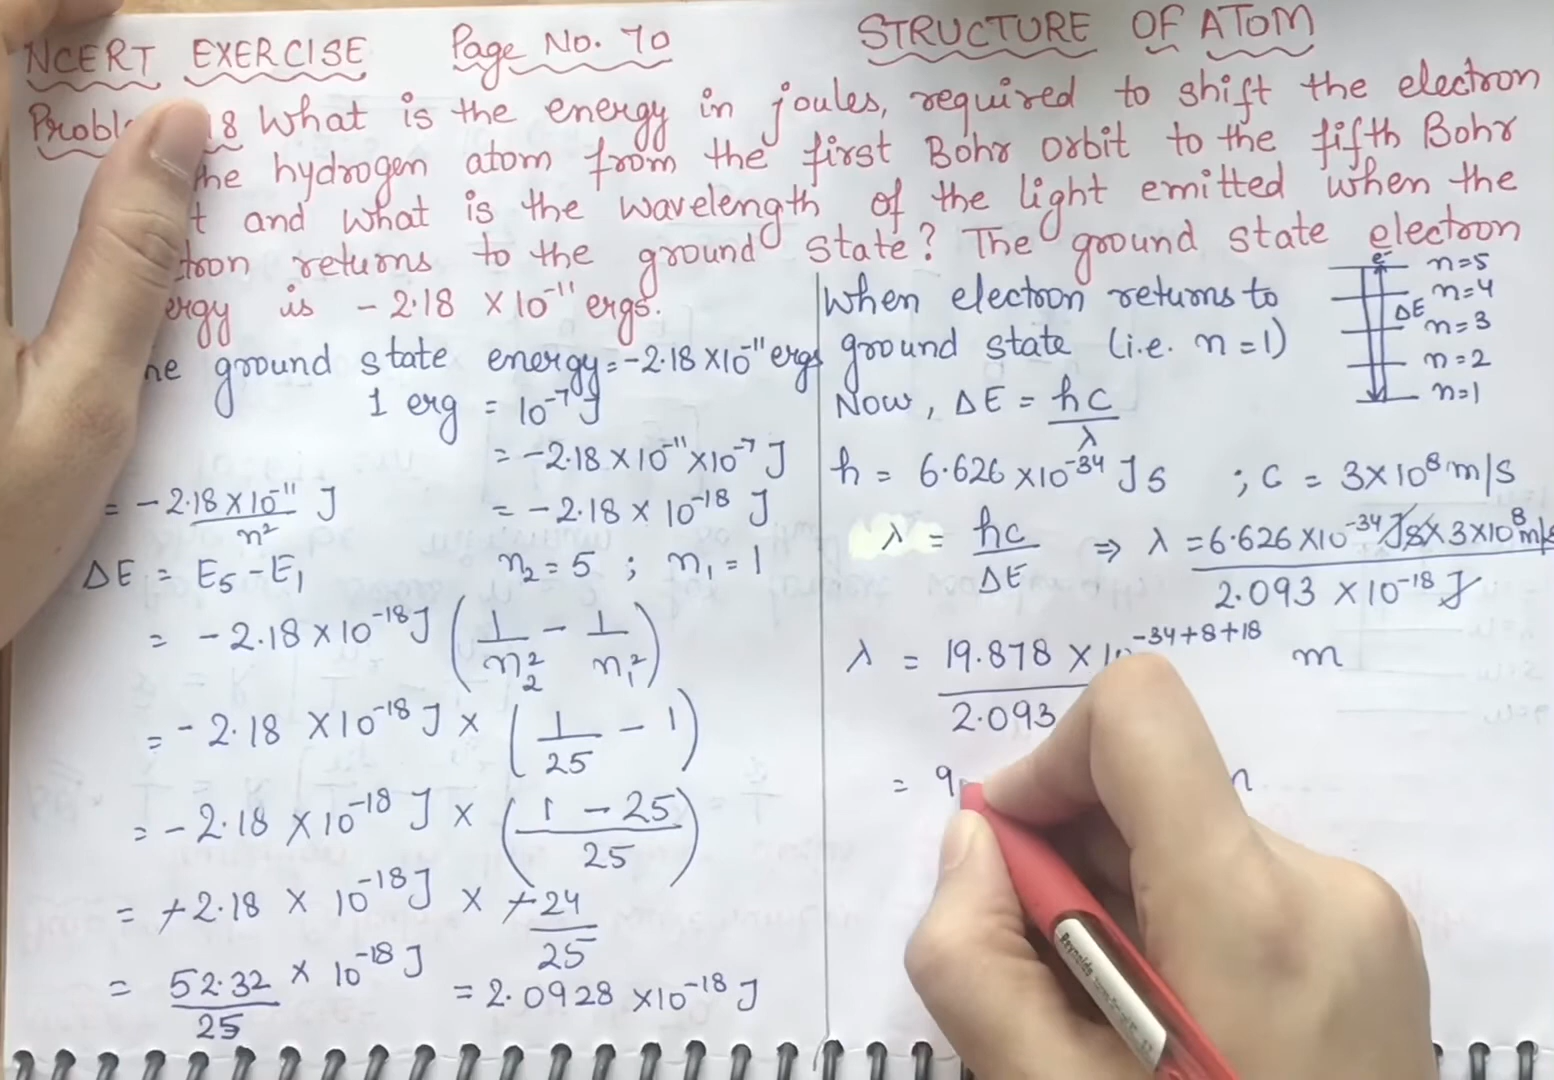 NCERT EXERCISE Page No. 70 STRUCTURE OF ATOM
18 What is the energy in joules, required to shift the electron
hydrogen atom from the first Bohr orbit to the fifth Bohr
and what is the wavelength of the light emitted when the
returns to the ground state? The ground state electron
is - 2.18 × 10⁻¹¹ ergs.
ground state energy = -2.18 × 10⁻¹¹ ergs
1 erg = 10⁻⁷ J
= -2.18 × 10⁻¹¹ × 10⁻⁷ J
= - 2.18 × 10⁻¹¹ / n² J
= -2.18 × 10⁻¹⁸ J
ΔE = E₅ - E₁
n₂ = 5 ; n₁ = 1
= - 2.18 × 10⁻¹⁸ J (1/n₂² - 1/n₁²)
= - 2.18 × 10⁻¹⁸ J × (1/25 - 1)
= - 2.18 × 10⁻¹⁸ J × (1 - 25 / 25)
= + 2.18 × 10⁻¹⁸ J × + 24/25
= 52.32/25 × 10⁻¹⁸ J = 2.0928 × 10⁻¹⁸ J
When electron returns to
ground state (i.e. n = 1)
Now, ΔE = hc/λ
h = 6.626 × 10⁻³⁴ Js ; C = 3 × 10⁸ m/s
λ = hc/ΔE ⇒ λ = 6.626 × 10⁻³⁴ Js × 3 × 10⁸ m/s / 2.093 × 10⁻¹⁸ J
λ = 19.878 × 10⁻³⁴⁺⁸⁺¹⁸ / 2.093 m
= 9
e⁻ n=5
n=4
ΔE
n=3
n=2
n=1
Reynolds